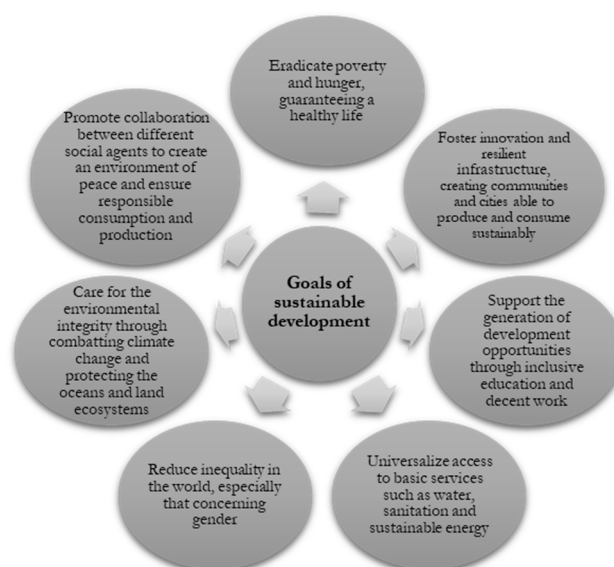 Eradicate poverty
and hunger,
guaranteeing a
healthy life
Foster innovation and
resilient
infrastructure,
creating communities
and cities able to
produce and consume
sustainably
Support the
generation of
development
opportunities
through inclusive
education and
decent work
Universalize access
to basic services
such as water,
sanitation and
sustainable energy
Reduce inequality in
the world, especially
that concerning
gender
Care for the
environmental
integrity through
combatting climate
change and
protecting the
oceans and land
ecosystems
Promote collaboration
between different
social agents to create
an environment of
peace and ensure
responsible
consumption and
production
Goals of
sustainable
development